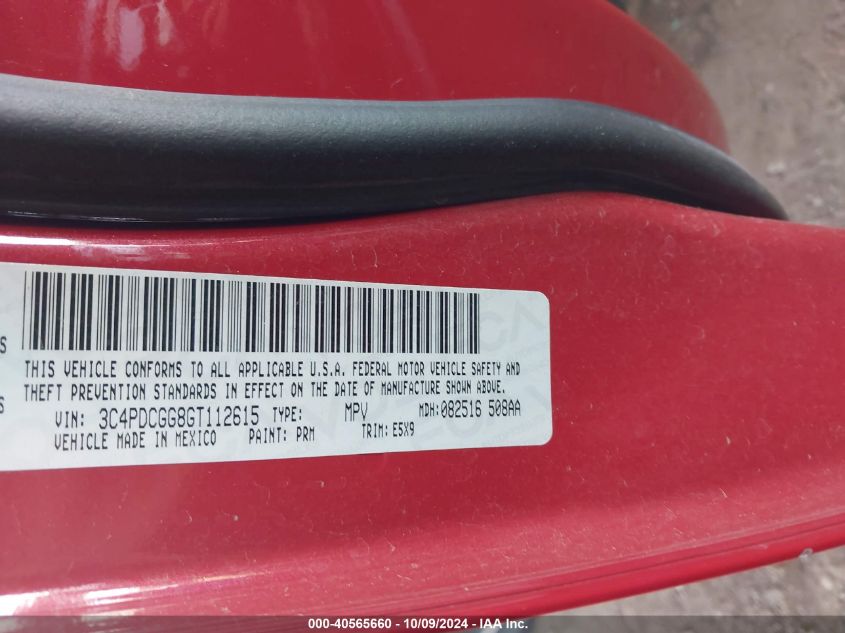 S
THIS VEHICLE CONFORMS TO ALL APPLICABLE U.S.A. FEDERAL MOTOR VEHICLE SAFETY AND
THEFT PREVENTION STANDARDS IN EFFECT ON THE DATE OF MANUFACTURE SHOWN ABOVE.
S
VIN: 3C4PDCGG8GT112615 TYPE: MPV MDH:082516 508AA
VEHICLE MADE IN MEXICO PAINT: PRM TRIM: E5X9
000-40565660 - 10/09/2024 - IAA Inc.